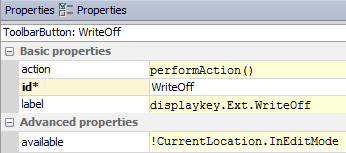 Properties Properties
ToolbarButton: WriteOff
Basic properties
action performAction()
id* WriteOff
label displaykey.Ext.WriteOff
Advanced properties
available !CurrentLocation.InEditMode